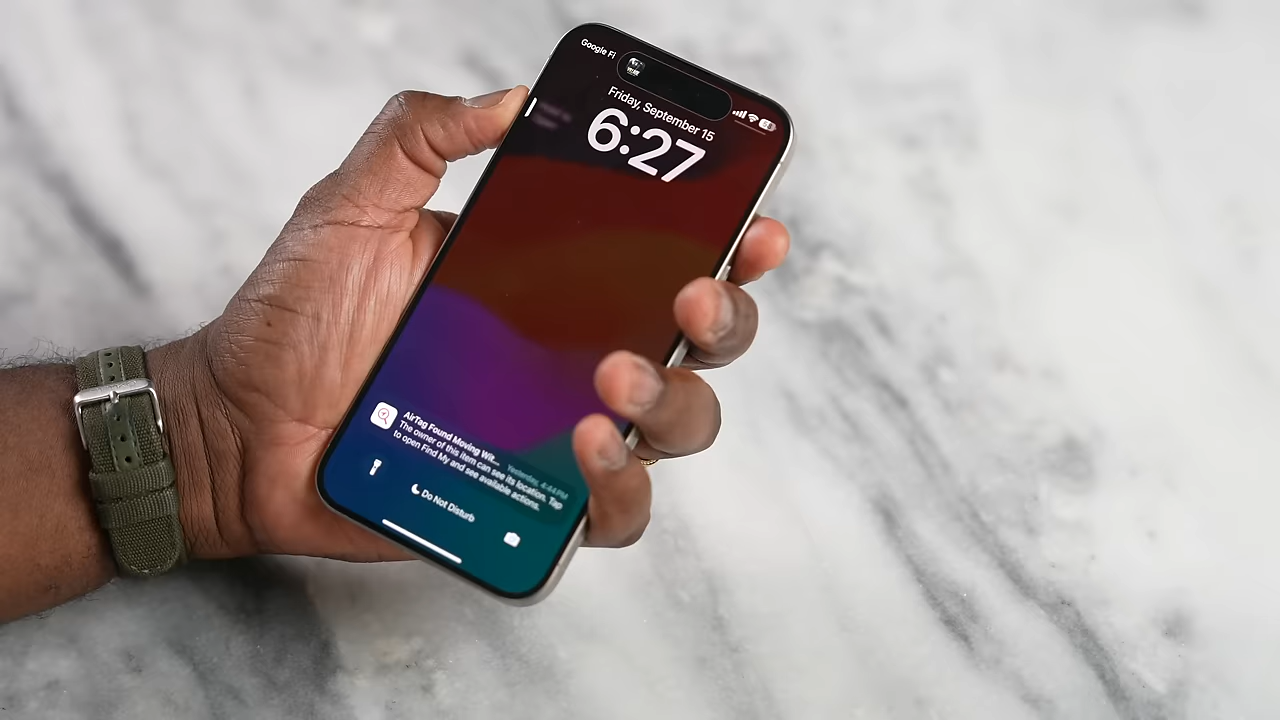 Google Fi
Friday, September 15
6:27
AirTag Found Moving Wit...
Yesterday, 4:44 PM
The owner of this item can see its location. Tap
to open Find My and see available actions.
Do Not Disturb